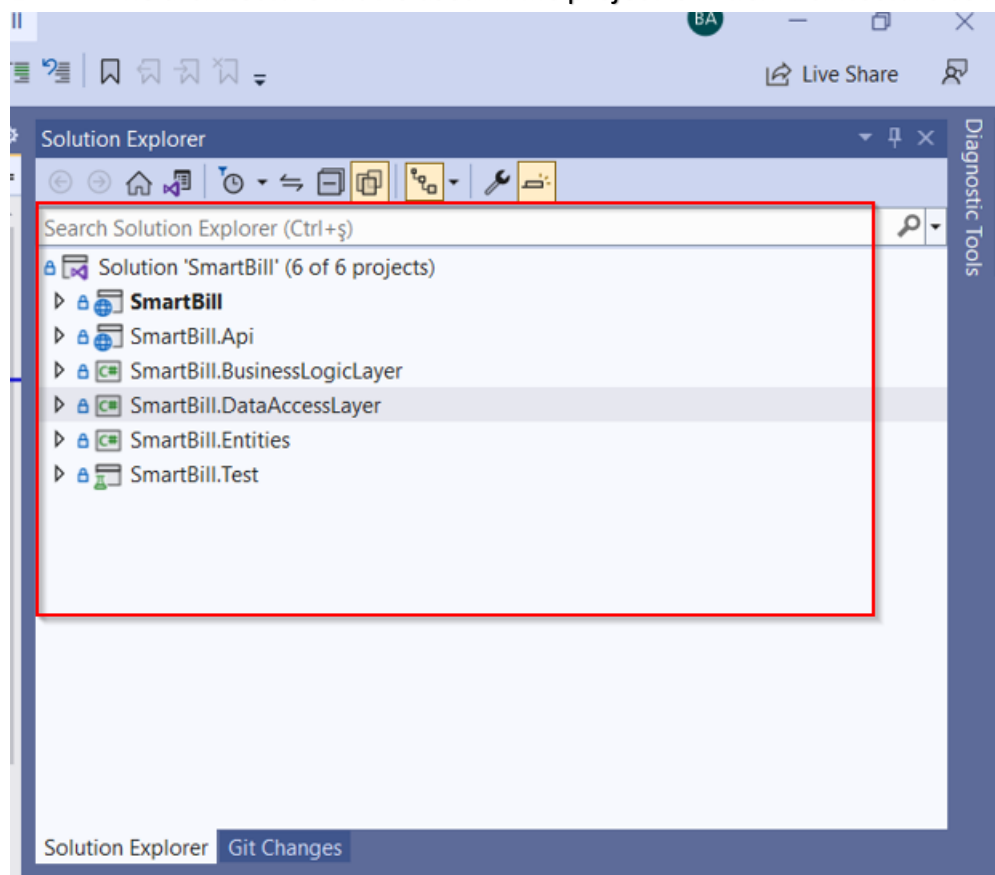 BA
Live Share
Solution Explorer
Search Solution Explorer (Ctrl+ş)
Solution 'SmartBill' (6 of 6 projects)
SmartBill
SmartBill.Api
C# SmartBill.BusinessLogicLayer
C# SmartBill.DataAccessLayer
C# SmartBill.Entities
SmartBill.Test
Solution Explorer Git Changes
Diagnostic Tools